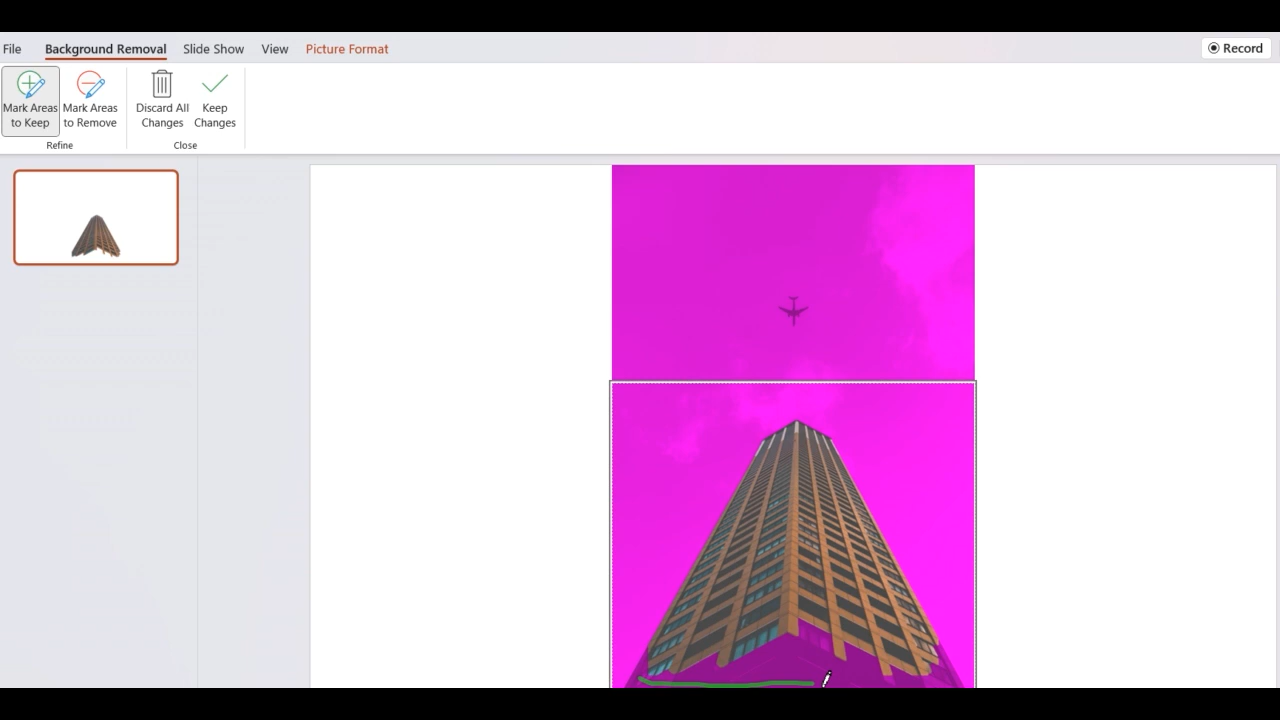 File Background Removal Slide Show View Picture Format Record
Mark Areas to Keep
Mark Areas to Remove
Discard All Changes
Keep Changes
Refine
Close